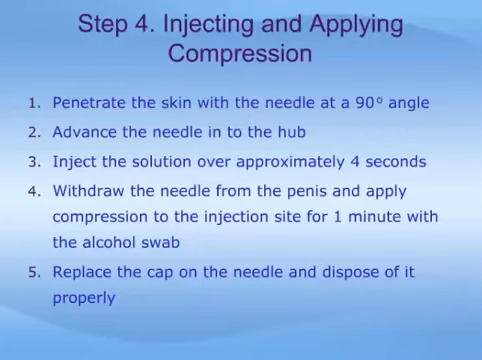 Step 4. Injecting and Applying
Compression
1. Penetrate the skin with the needle at a 90º angle
2. Advance the needle in to the hub
3. Inject the solution over approximately 4 seconds
4. Withdraw the needle from the penis and apply
compression to the injection site for 1 minute with
the alcohol swab
5. Replace the cap on the needle and dispose of it
properly